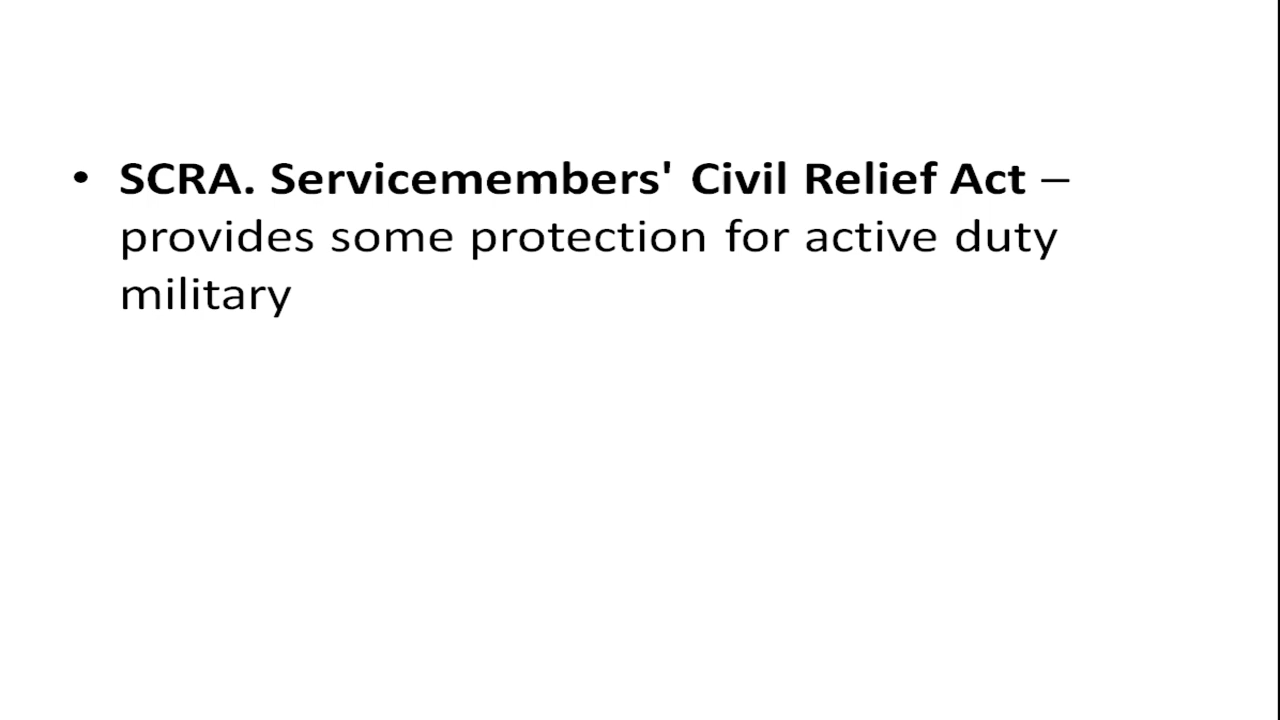 • SCRA. Servicemembers' Civil Relief Act –
provides some protection for active duty
military